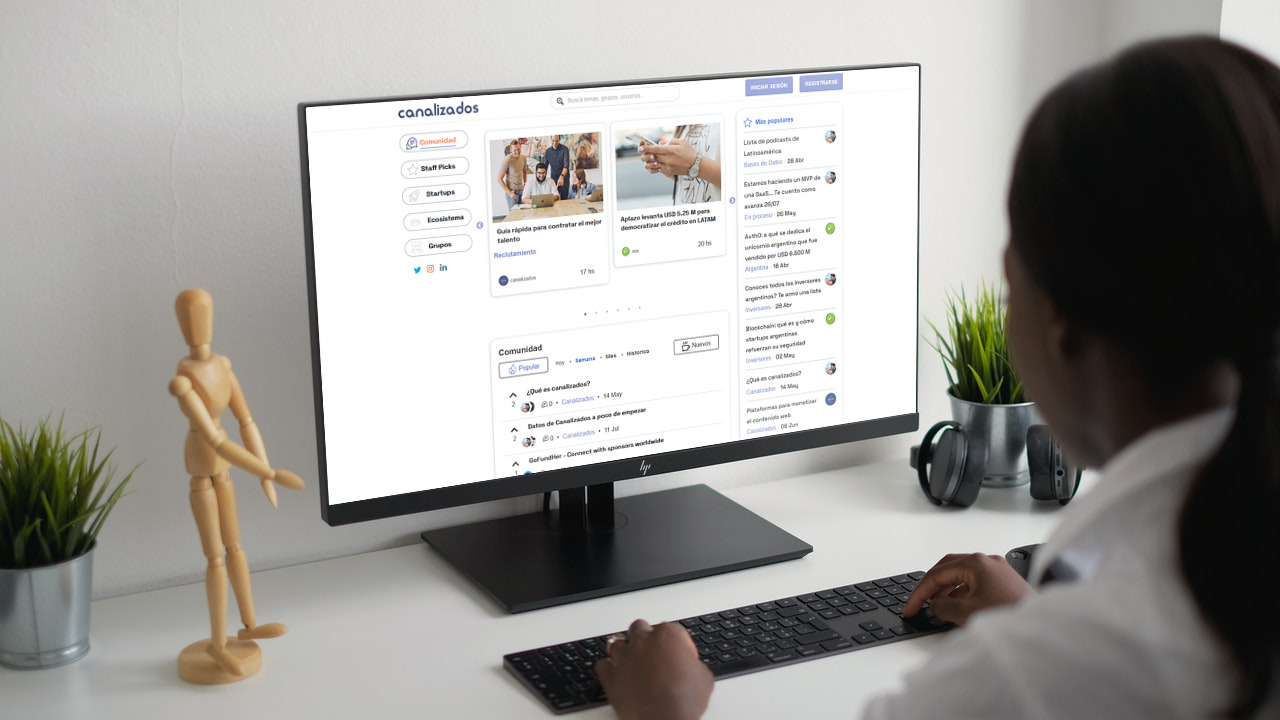 canalizados
Buscá temas, grupos, usuarios...
INICIAR SESIÓN
REGISTRARSE
Comunidad
Staff Picks
Startups
Ecosistema
Grupos
Guía rápida para contratar el mejor
talento
Reclutamiento
canalizados
17 hs
Aplazo levanta USD 5.25 M para
democratizar el crédito en LATAM
20 hs
Comunidad
Popular
Hoy • Semana • Mes • Histórico
Nuevos
¿Qué es canalizados?
2
0 • Canalizados • 14 May
Datos de Canalizados a poco de empezar
2
0 • Canalizados • 11 Jul
GoFundHer - Connect with sponsors worldwide
1
Más populares
Lista de podcasts de
Latinoamérica.
Bases de Datos · 28 Abr
Estamos haciendo un MVP de
una SaaS... Te cuento como
avanza 26/07
En proceso · 26 May
Auth0: a qué se dedica el
unicornio argentino que fue
vendido por USD 6.500 M
Argentina · 18 Abr
Conoces todos los inversores
argentinos? Te armo una lista
Inversores · 28 Abr
Blockchain: qué es y cómo
startups argentinas
refuerzan su seguridad
Inversores · 02 May
¿Qué es canalizados?
Canalizados · 14 May
Plataformas para monetizar
el contenido web
Canalizados · 06 Jun
hp